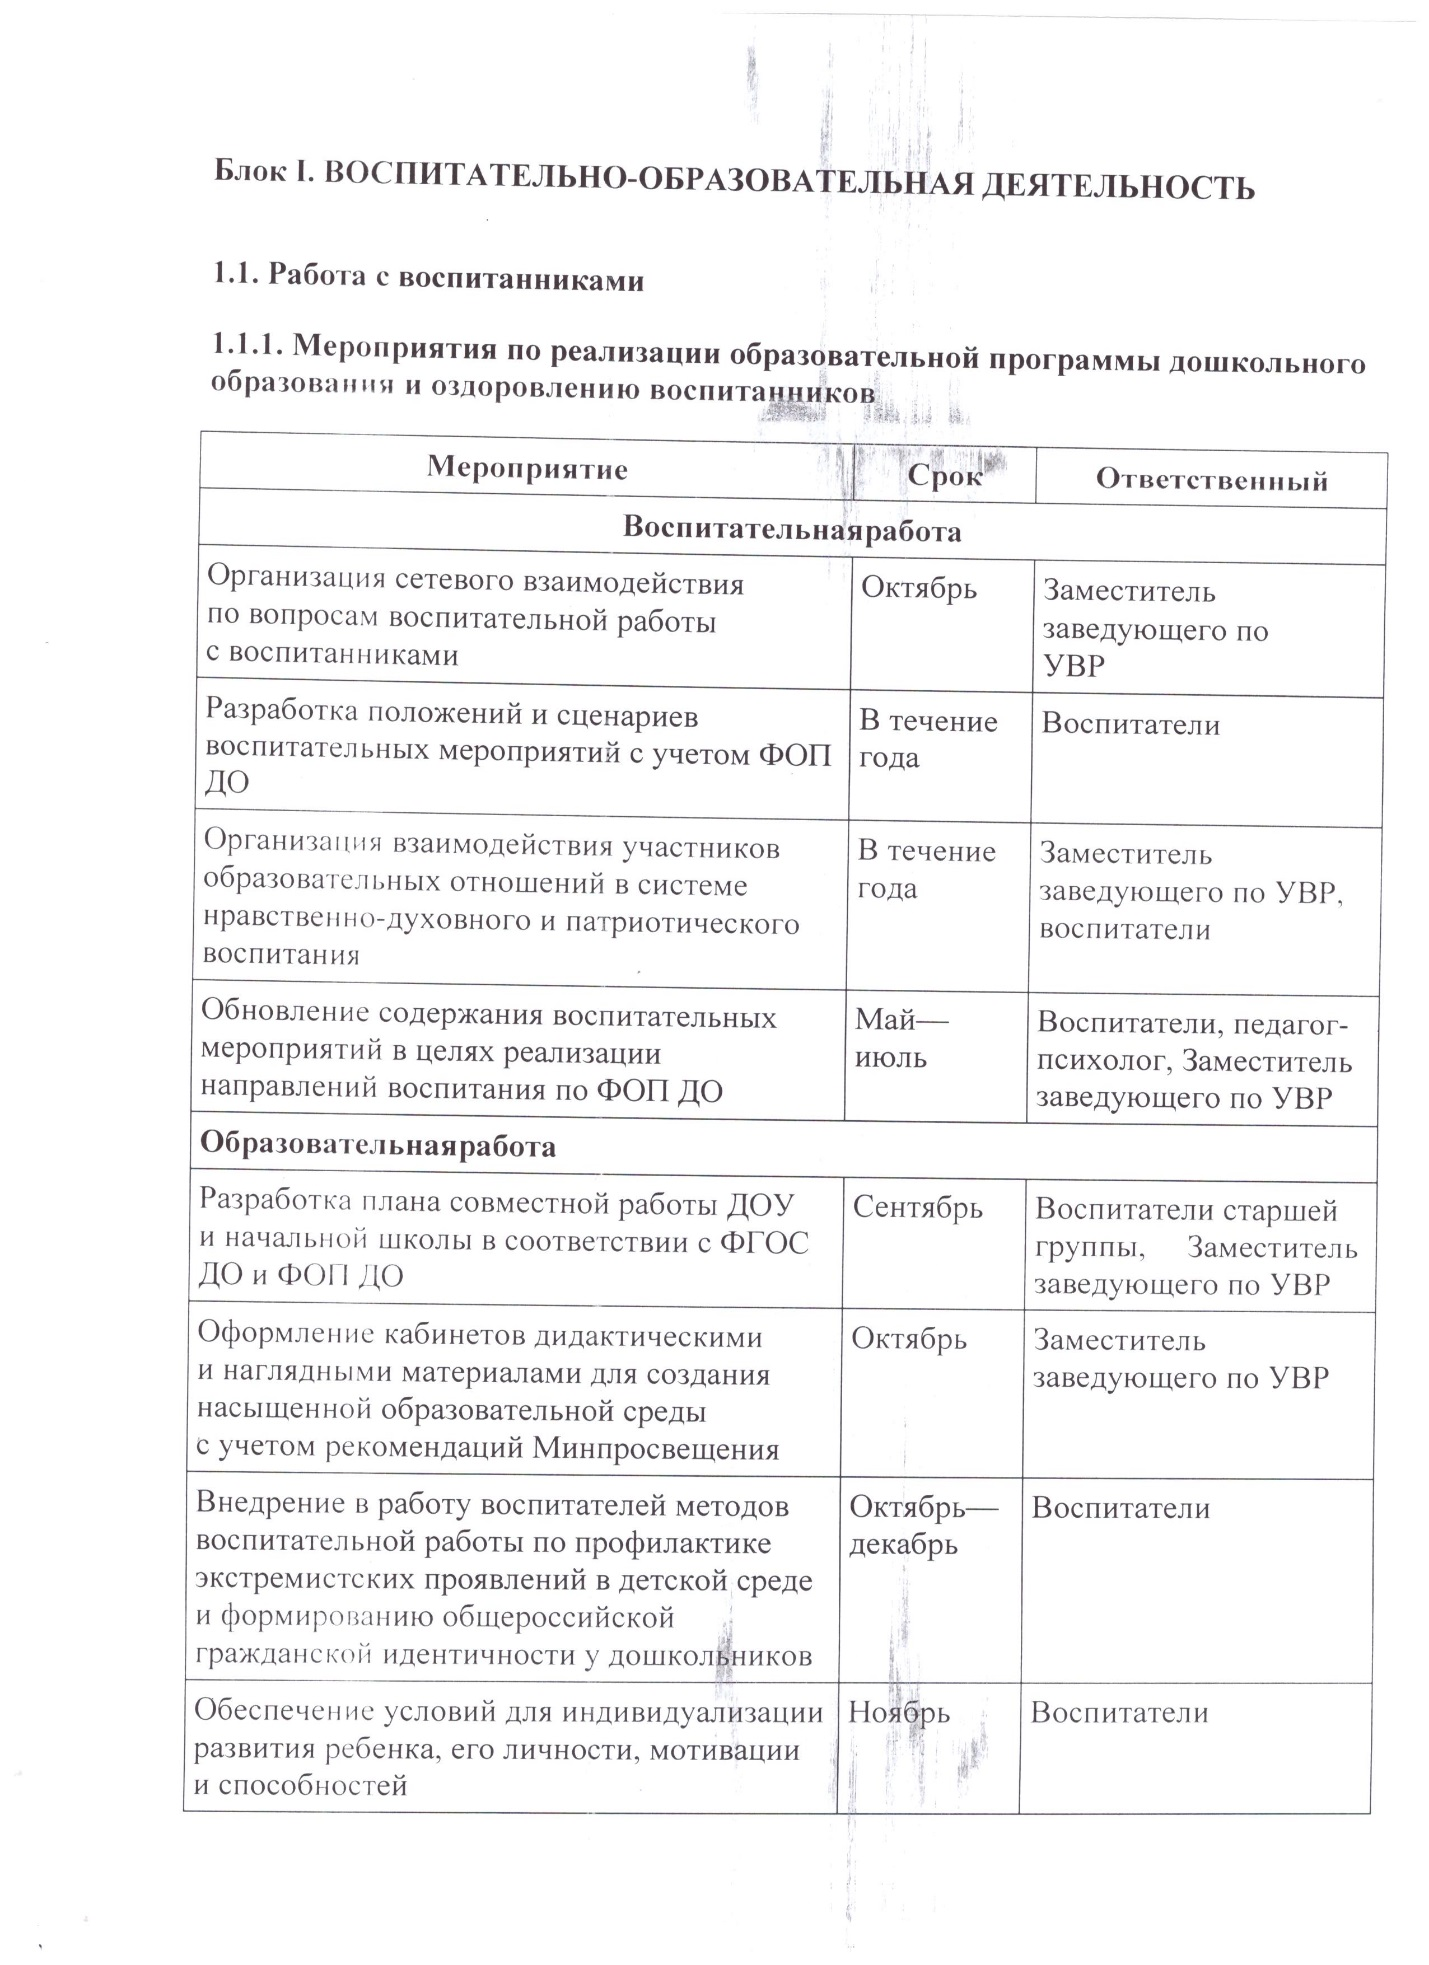 Блок I. ВОСПИТАТЕЛЬНО-ОБРАЗОВАТЕЛЬНАЯ ДЕЯТЕЛЬНОСТЬ
1.1. Работа с воспитанниками
1.1.1. Мероприятия по реализации образовательной программы дошкольного
образования и оздоровлению воспитанников
Мероприятие
Срок
Ответственный
Воспитательнаяработа
Организация сетевого взаимодействия
по вопросам воспитательной работы
с воспитанниками
Октябрь
Заместитель
заведующего по
УВР
Разработка положений и сценариев
воспитательных мероприятий с учетом ФОП
ДО
В течение
года
Воспитатели
Организация взаимодействия участников
образовательных отношений в системе
нравственно-духовного и патриотического
воспитания
В течение
года
Заместитель
заведующего по УВР,
воспитатели
Обновление содержания воспитательных
мероприятий в целях реализации
направлений воспитания по ФОП ДО
Май—
июль
Воспитатели, педагог-
психолог, Заместитель
заведующего по УВР
Образовательнаяработа
Разработка плана совместной работы ДОУ
и начальной школы в соответствии с ФГОС
ДО и ФОП ДО
Сентябрь
Воспитатели старшей
группы, Заместитель
заведующего по УВР
Оформление кабинетов дидактическими
и наглядными материалами для создания
насыщенной образовательной среды
с учетом рекомендаций Минпросвещения
Октябрь
Заместитель
заведующего по УВР
Внедрение в работу воспитателей методов
воспитательной работы по профилактике
экстремистских проявлений в детской среде
и формированию общероссийской
гражданской идентичности у дошкольников
Октябрь—
декабрь
Воспитатели
Обеспечение условий для индивидуализации
развития ребенка, его личности, мотивации
и способностей
Ноябрь
Воспитатели